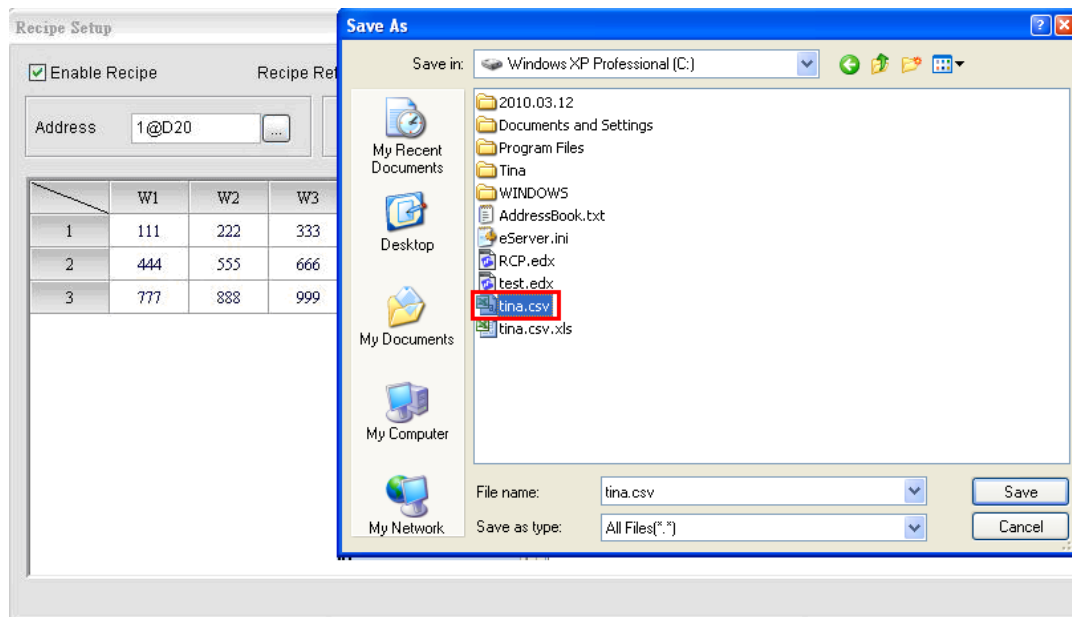 Recipe Setup
Enable Recipe Recipe Ref
Address 1@D20 ...
W1 W2 W3
1 111 222 333
2 444 555 666
3 777 888 999
Save As
Save in: Windows XP Professional (C:)
My Recent
Documents
Desktop
My Documents
My Computer
My Network
2010.03.12
Documents and Settings
Program Files
Tina
WINDOWS
AddressBook.txt
eServer.ini
RCP.edx
test.edx
tina.csv
tina.csv.xls
File name: tina.csv Save
Save as type: All Files(*.*) Cancel